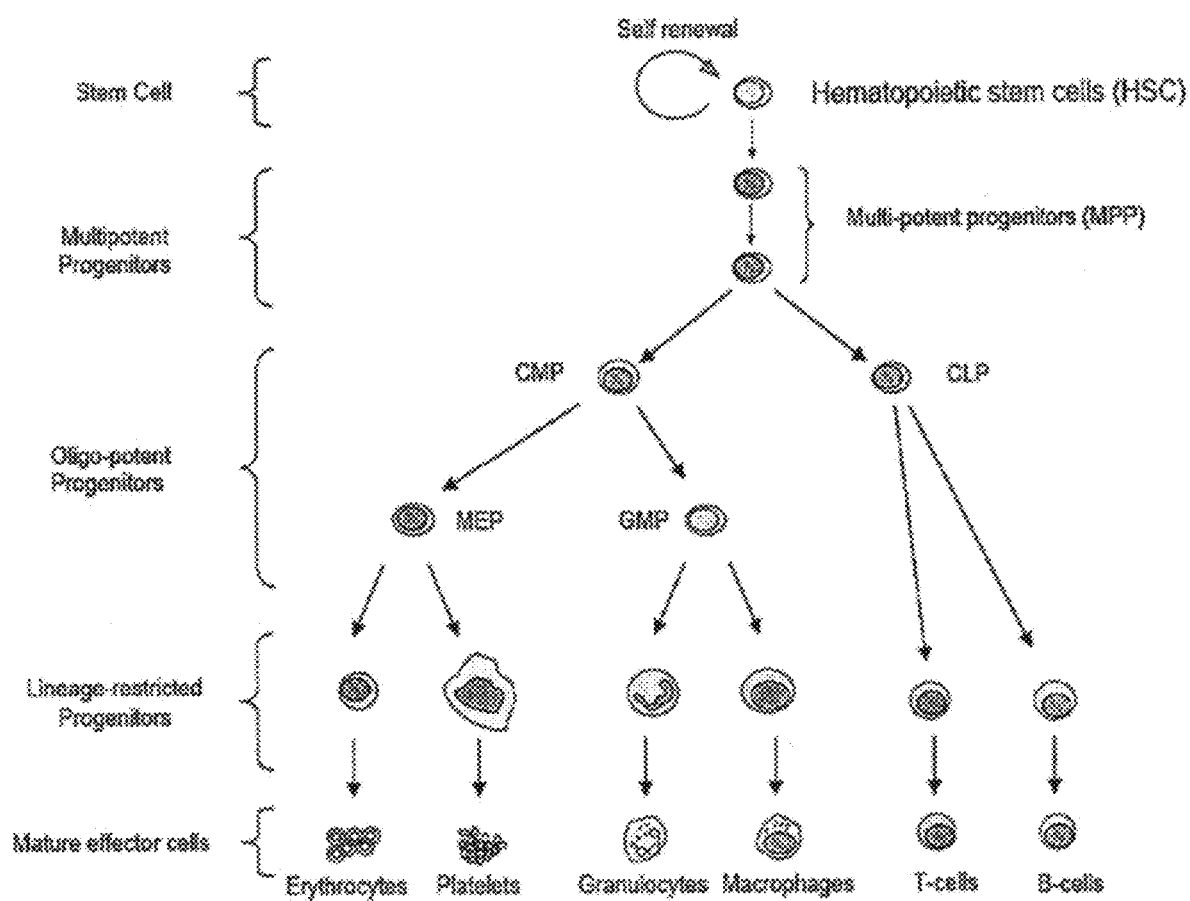 Self renewal
Stem Cell
Hematopoietic stem cells (HSC)
Multi-potent progenitors (MPP)
Multipotent
Progenitors
CMP
CLP
Oligo-potent
Progenitors
MEP
GMP
Lineage-restricted
Progenitors
Mature effector cells
Erythrocytes
Platelets
Granulocytes
Macrophages
T-cells
B-cells